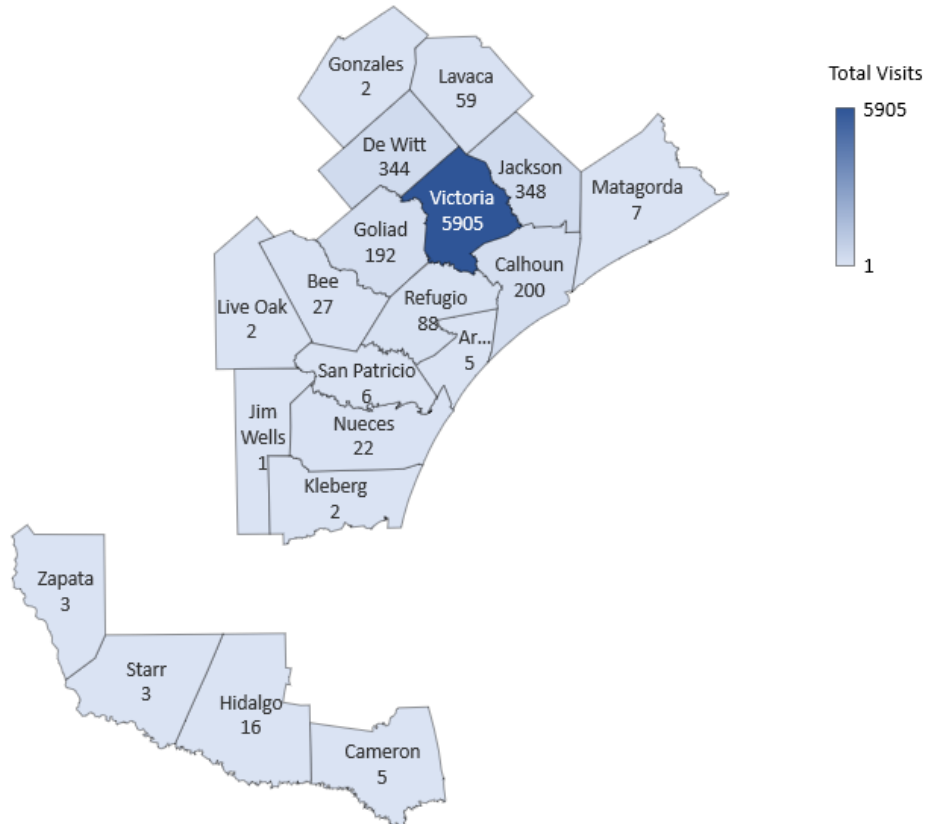 Gonzales
2
Lavaca
59
Total Visits
5905
1
De Witt
344
Jackson
348
Matagorda
7
Victoria
5905
Goliad
192
Calhoun
200
Bee
27
Refugio
88
Live Oak
2
Ar...
5
San Patricio
6
Jim
Wells
1
Nueces
22
Kleberg
2
Zapata
3
Starr
3
Hidalgo
16
Cameron
5